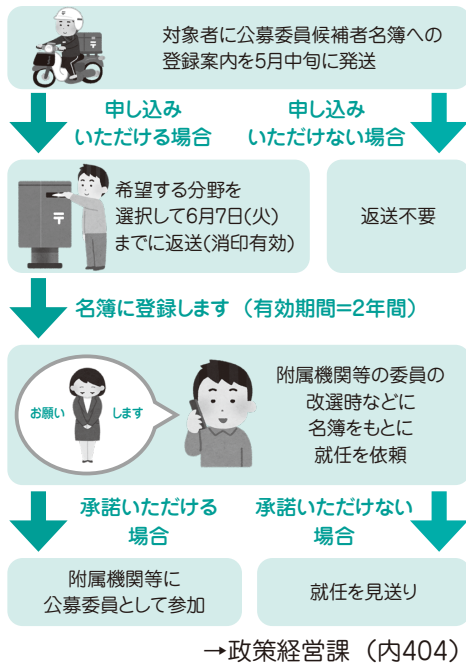 対象者に公募委員候補者名簿への
登録案内を5月中旬に発送
申し込み
いただける場合
申し込み
いただけない場合
希望する分野を
選択して6月7日(火)
までに返送(消印有効)
返送不要
名簿に登録します（有効期間=2年間）
お願い します
附属機関等の委員の
改選時などに
名簿をもとに
就任を依頼
承諾いただける
場合
承諾いただけない
場合
附属機関等に
公募委員として参加
就任を見送り
→政策経営課（内404）